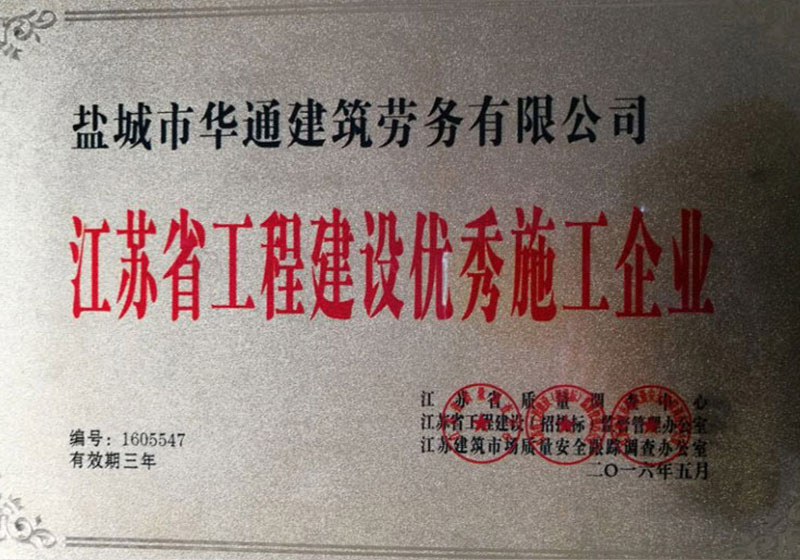 盐城市华通建筑劳务有限公司
江苏省工程建设优秀施工企业
江苏省质量调查中心
江苏省工程建设(招投标)监督管理办公室
江苏建筑市场质量安全跟踪调查办公室
编号:1605547
有效期三年
二〇一六年五月